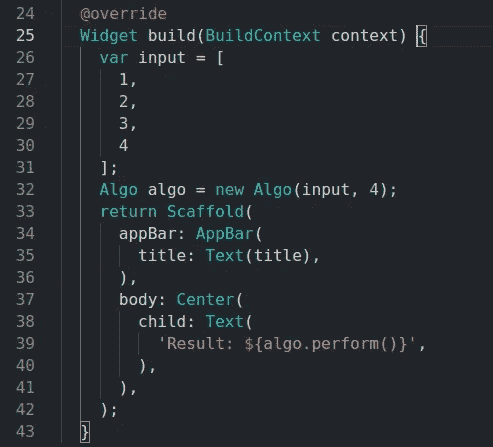 24 @override
25 Widget build(BuildContext context) {
26 var input = [
27 1,
28 2,
29 3,
30 4
31 ];
32 Algo algo = new Algo(input, 4);
33 return Scaffold(
34 appBar: AppBar(
35 title: Text(title),
36 ),
37 body: Center(
38 child: Text(
39 'Result: ${algo.perform()}',
40 ),
41 ),
42 );
43 }